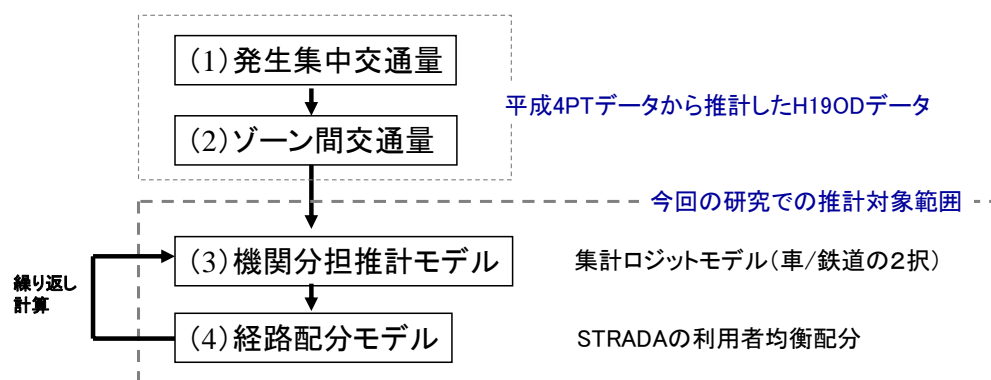 (1)発生集中交通量
平成4PTデータから推計したH19ODデータ
(2)ゾーン間交通量
今回の研究での推計対象範囲
(3)機関分担推計モデル
集計ロジットモデル(車/鉄道の2択)
繰り返し
計算
(4)経路配分モデル
STRADAの利用者均衡配分